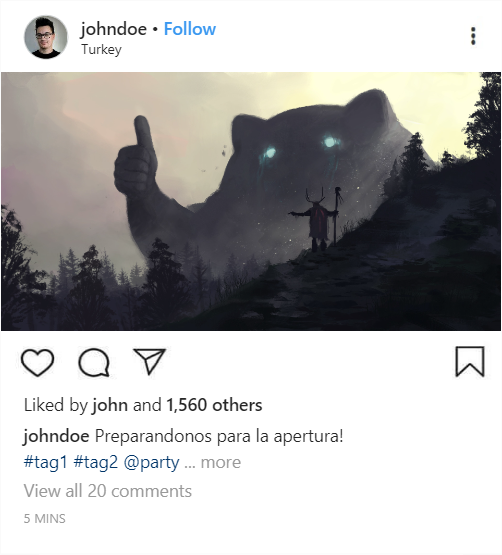 johndoe • Follow
Turkey
Liked by john and 1,560 others
johndoe Preparandonos para la apertura!
#tag1 #tag2 @party ... more
View all 20 comments
5 MINS